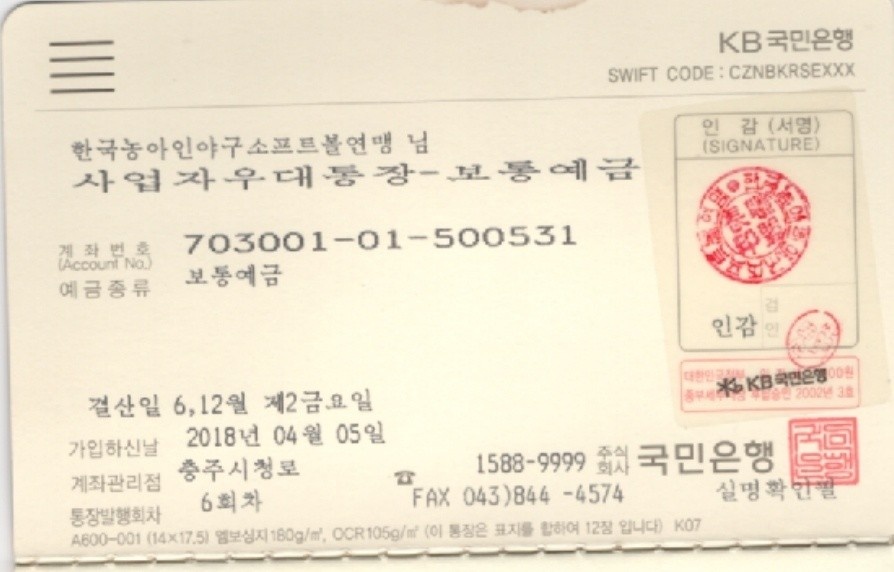 KB국민은행
SWIFT CODE : CZNBKRSEXXX
한국농아인야구소프트볼연맹 님
사업자우대통장-보통예금
인 감 (서명)
(SIGNATURE)
계좌번호 703001-01-500531
(Account No.)
예금종류 보통예금
인감
검인
KB국민은행
결산일 6,12월 제2금요일
가입하신날 2018년 04월 05일
계좌관리점 충주시청로 ☎ 1588-9999 주식회사 국민은행
통장발행회차 6회차 FAX 043)844 -4574 실명확인필
A600-001 (14×17.5) 엠보싱지180g/㎡, OCR105g/㎡ (이 통장은 표지를 합하여 12장 입니다) K07